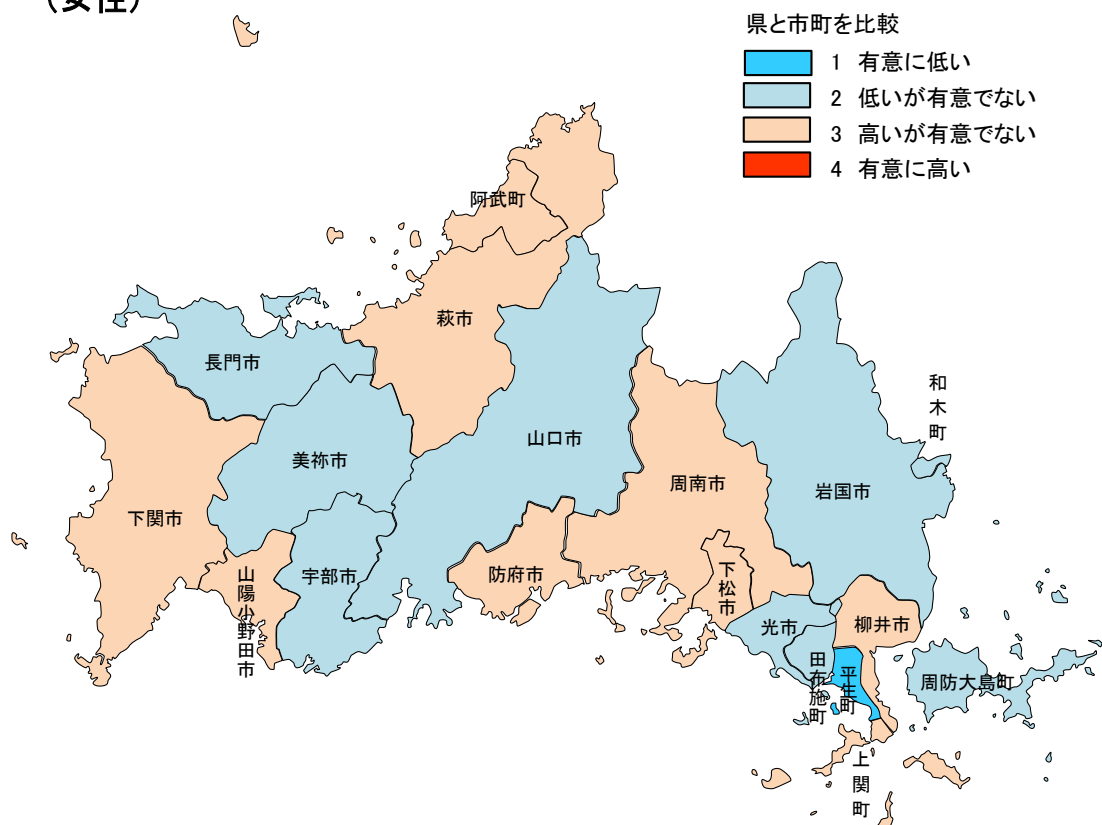 （女性）
県と市町を比較
1 有意に低い
2 低いが有意でない
3 高いが有意でない
4 有意に高い
阿武町
萩市
長門市
和木町
山口市
美祢市
周南市
岩国市
下関市
防府市
宇部市
山陽小野田市
下松市
光市
柳井市
田布施町
平生町
周防大島町
上関町